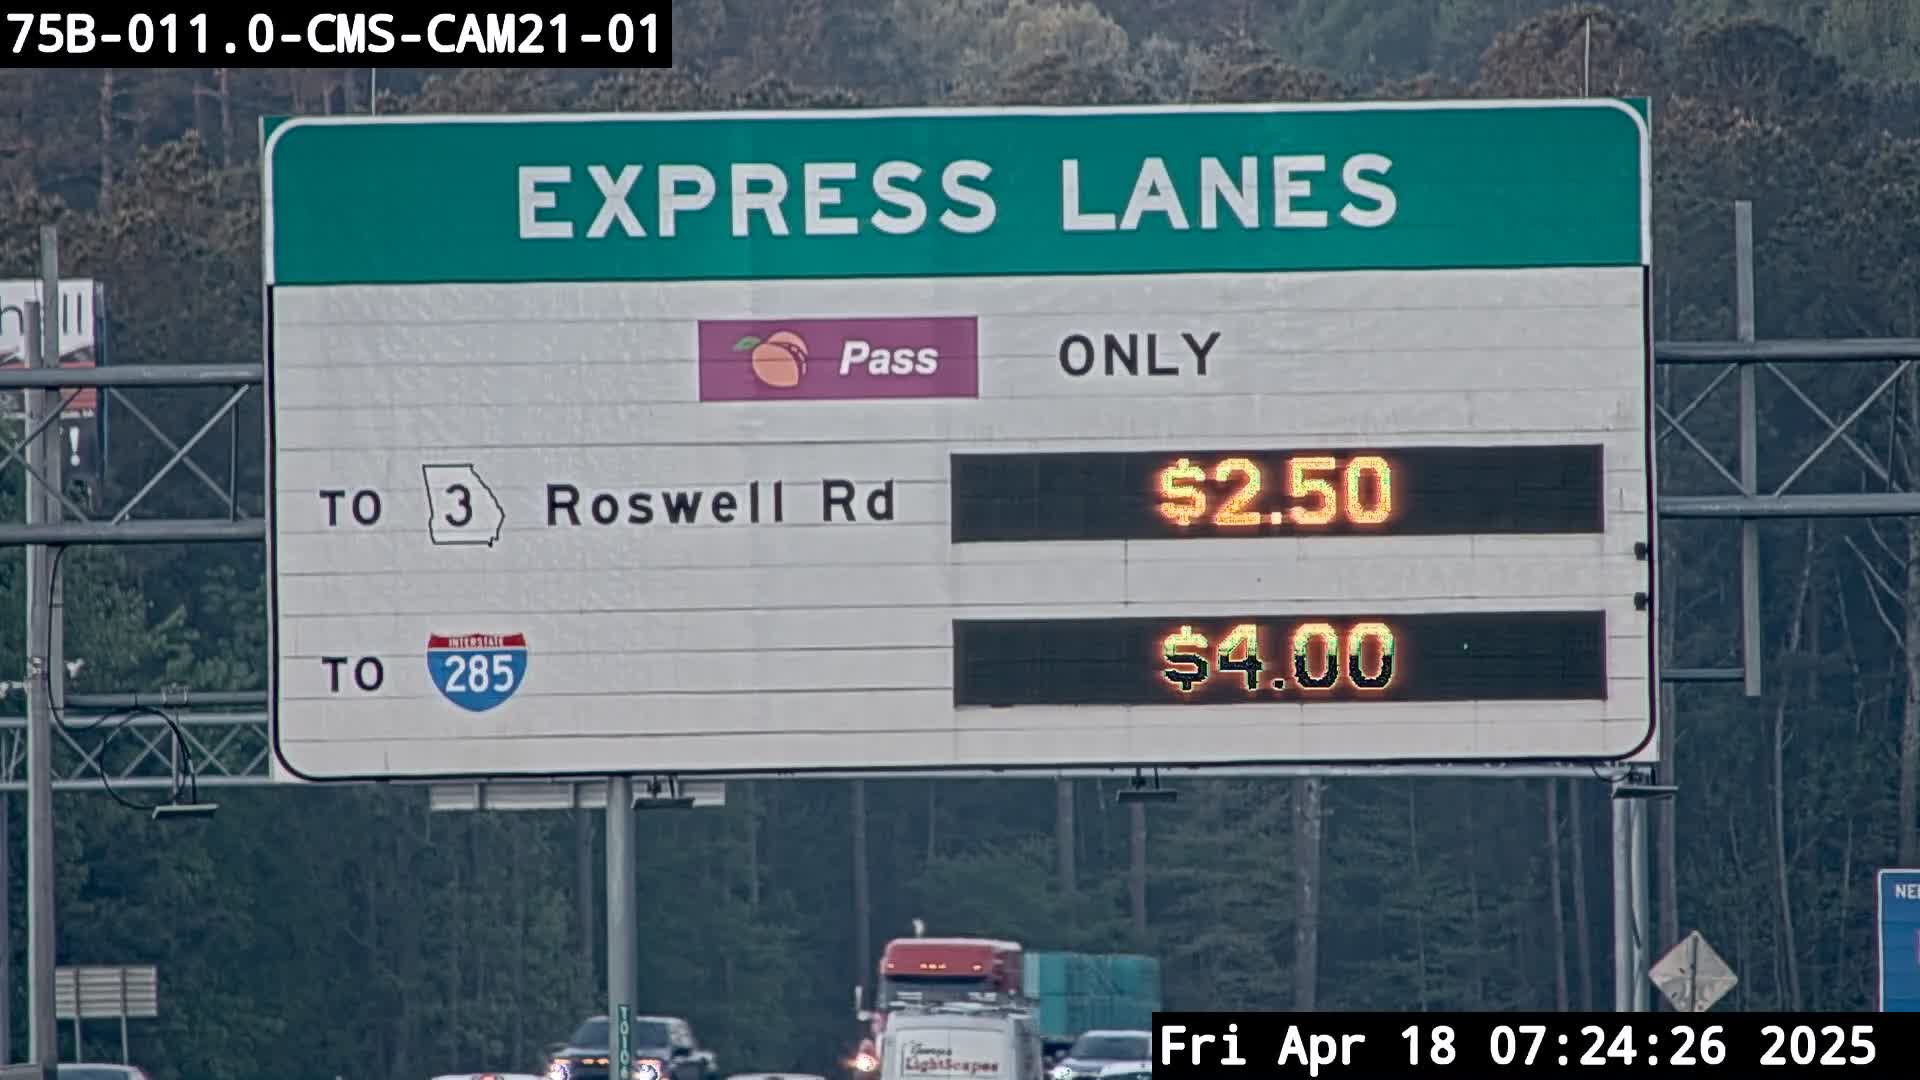 75B-011.0-CMS-CAM21-01
EXPRESS LANES
Pass ONLY
TO 3 Roswell Rd $2.50
TO INTERSTATE 285 $4.00
LightScapes
Fri Apr 18 07:24:26 2025